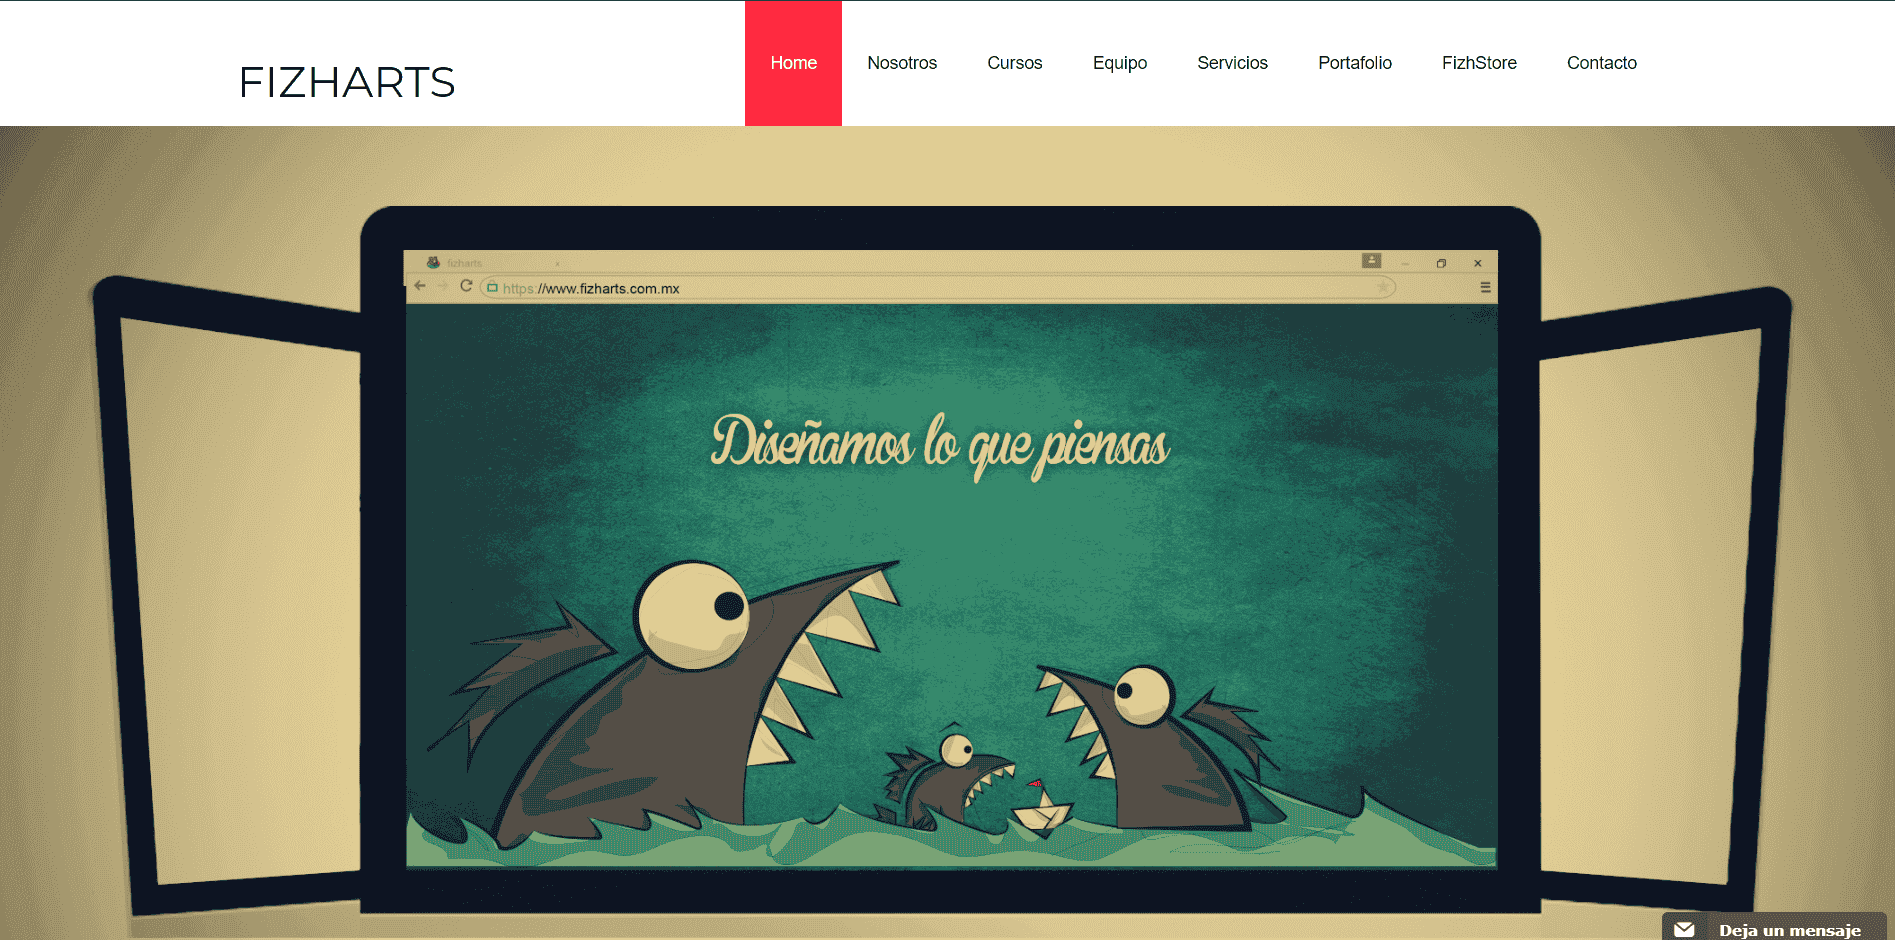 FIZHARTS
Home Nosotros Cursos Equipo Servicios Portafolio FizhStore Contacto
fizharts
https://www.fizharts.com.mx
Diseñamos lo que piensas
Deja un mensaje